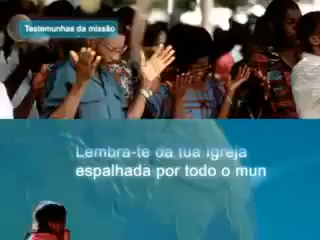 Testemunhas da missão
Lembra-te da tua Igreja
espalhada por todo o mun